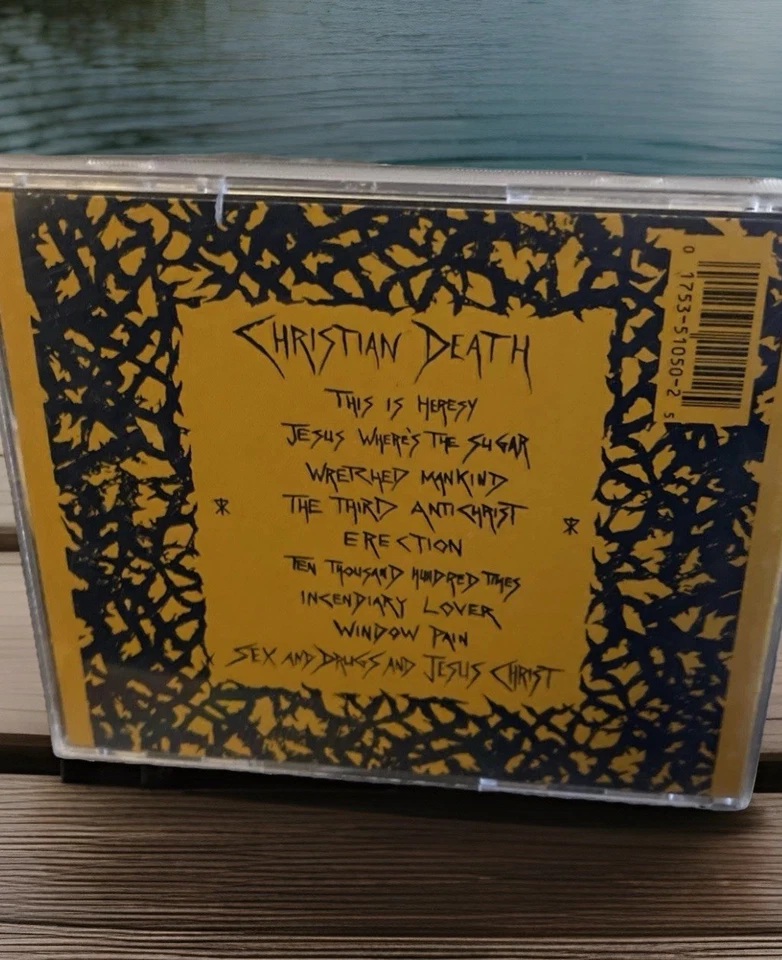 CHRISTIAN DEATH
THIS IS HERESY
JESUS WHERE'S THE SUGAR
WRETCHED MANKIND
THE THIRD ANTICHRIST
ERECTION
TEN THOUSAND HUNDRED TIMES
INCENDIARY LOVER
WINDOW PAIN
SEX AND DRUGS AND JESUS CHRIST
0 1753-51050-2 5